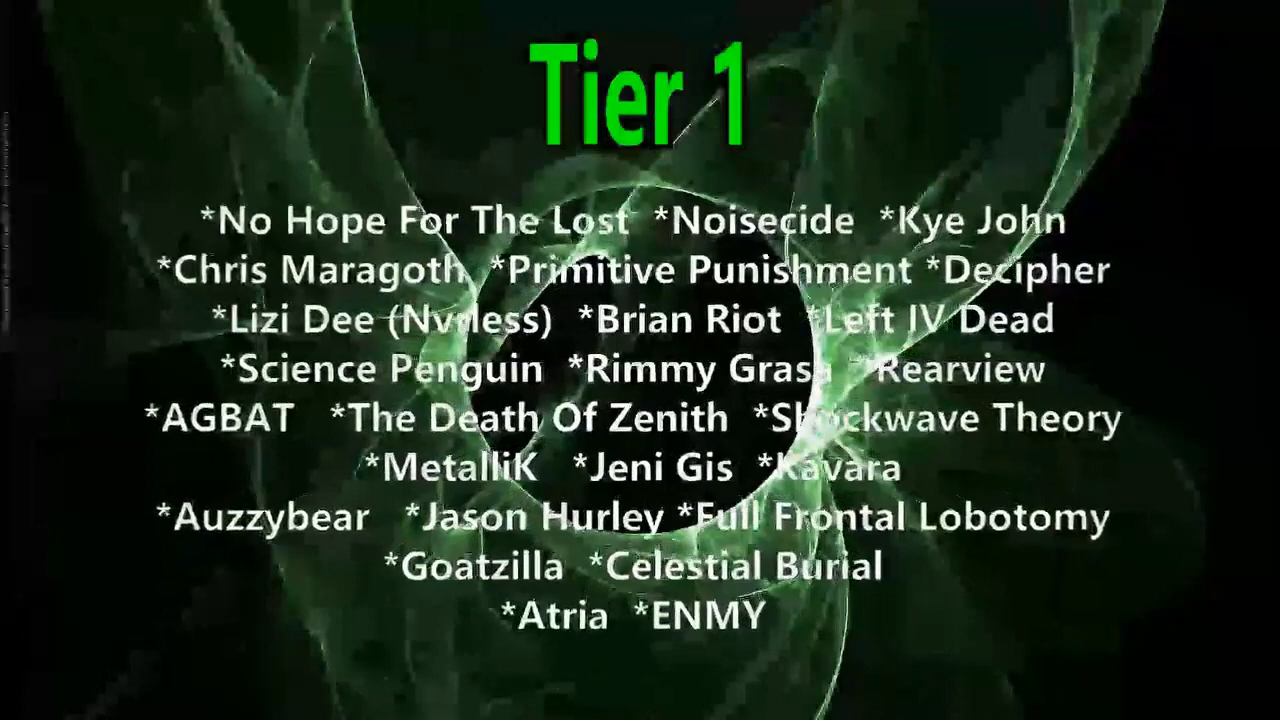 Tier 1
*No Hope For The Lost *Noisecide *Kye John
*Chris Maragoth *Primitive Punishment *Decipher
*Lizi Dee (Nvrless) *Brian Riot *Left IV Dead
*Science Penguin *Rimmy Grass *Rearview
*AGBAT *The Death Of Zenith *Shockwave Theory
*MetalliK *Jeni Gis *Kavara
*Auzzybear *Jason Hurley *Full Frontal Lobotomy
*Goatzilla *Celestial Burial
*Atria *ENMY